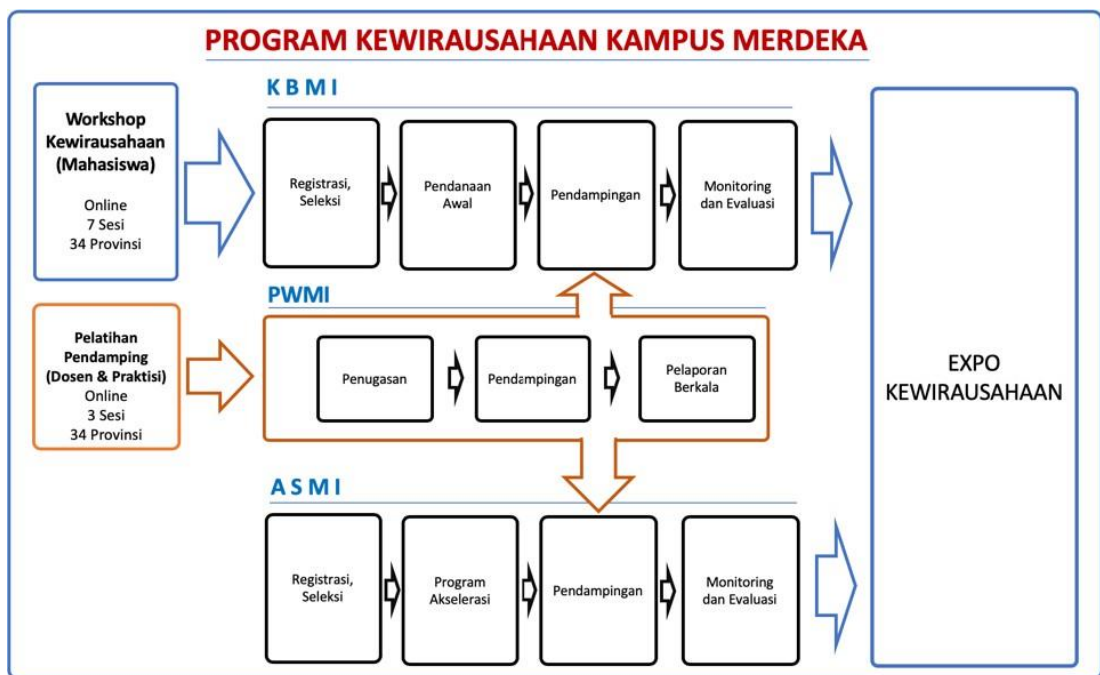 PROGRAM KEWIRAUSAHAAN KAMPUS MERDEKA
Workshop
Kewirausahaan
(Mahasiswa)
Online
7 Sesi
34 Provinsi
K B M I
Registrasi,
Seleksi
Pendanaan
Awal
Pendampingan
Monitoring
dan Evaluasi
Pelatihan
Pendamping
(Dosen & Praktisi)
Online
3 Sesi
34 Provinsi
PWMI
Penugasan
Pendampingan
Pelaporan
Berkala
A S M I
Registrasi,
Seleksi
Program
Akselerasi
Pendampingan
Monitoring
dan Evaluasi
EXPO
KEWIRAUSAHAAN